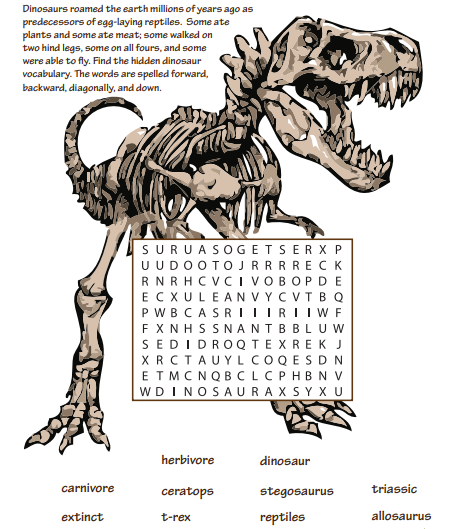 Dinosaurs roamed the earth millions of years ago as
predecessors of egg-laying reptiles. Some ate
plants and some ate meat; some walked on
two hind legs, some on all fours, and some
were able to fly. Find the hidden dinosaur
vocabulary. The words are spelled forward,
backward, diagonally, and down.
S U R U A S O G E T S E R X P
U U D O O T O J R R R R E C K
R N R H C V C I V O B O P D E
E C X U L E A N V Y C V T B Q
P W B C A S R I I I R I I W F
F X N H S S N A N T B B L U W
S E D I D R O Q T E X R E K J
X R C T A U Y L C O Q E S D N
E T M C N Q B C L C P H B N V
W D I N O S A U R A X S Y X U
herbivore dinosaur
carnivore ceratops stegosaurus triassic
extinct t-rex reptiles allosaurus